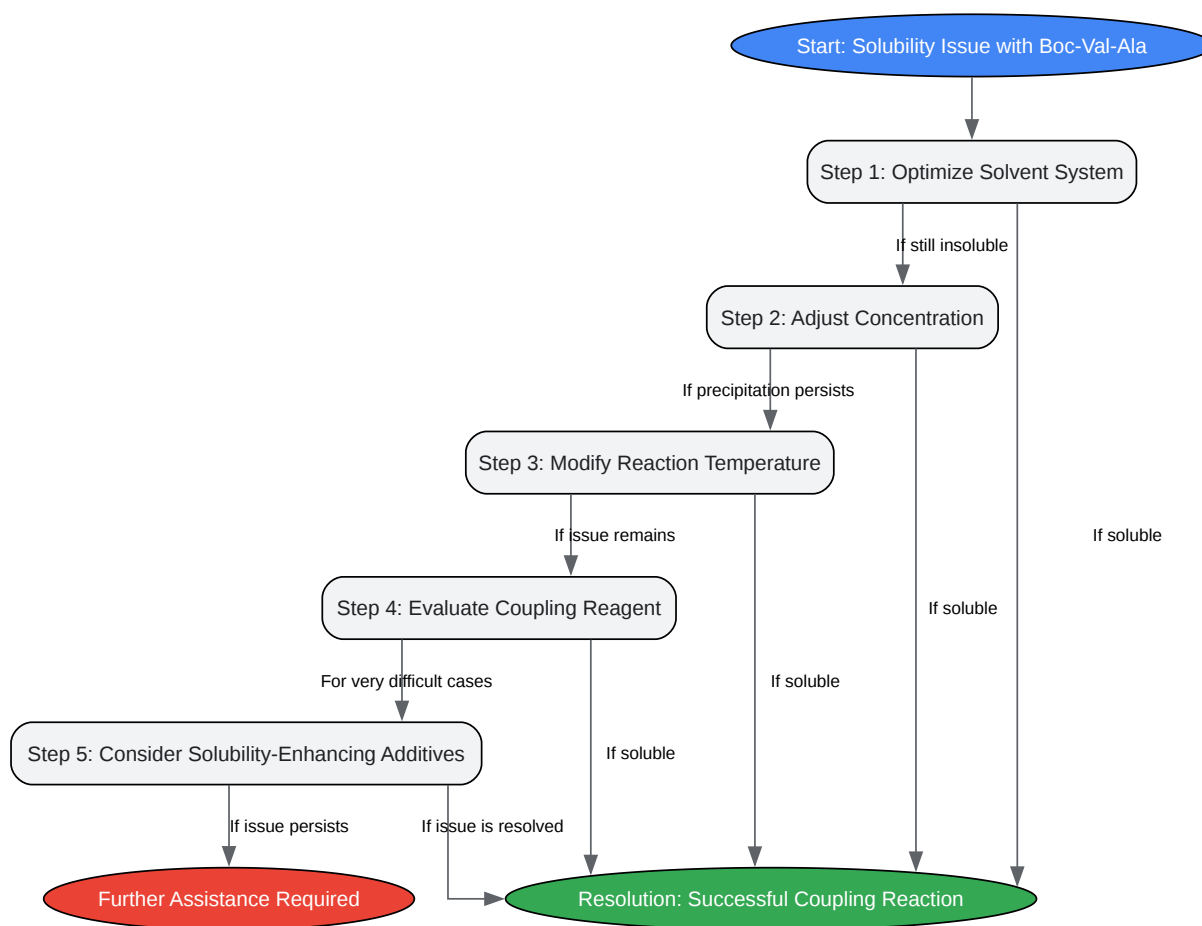 Start: Solubility Issue with Boc-Val-Ala
Step 1: Optimize Solvent System
If still insoluble
Step 2: Adjust Concentration
If precipitation persists
Step 3: Modify Reaction Temperature
If issue remains
If soluble
Step 4: Evaluate Coupling Reagent
If soluble
For very difficult cases
If soluble
Step 5: Consider Solubility-Enhancing Additives
If soluble
If issue persists
If issue is resolved
Further Assistance Required
Resolution: Successful Coupling Reaction